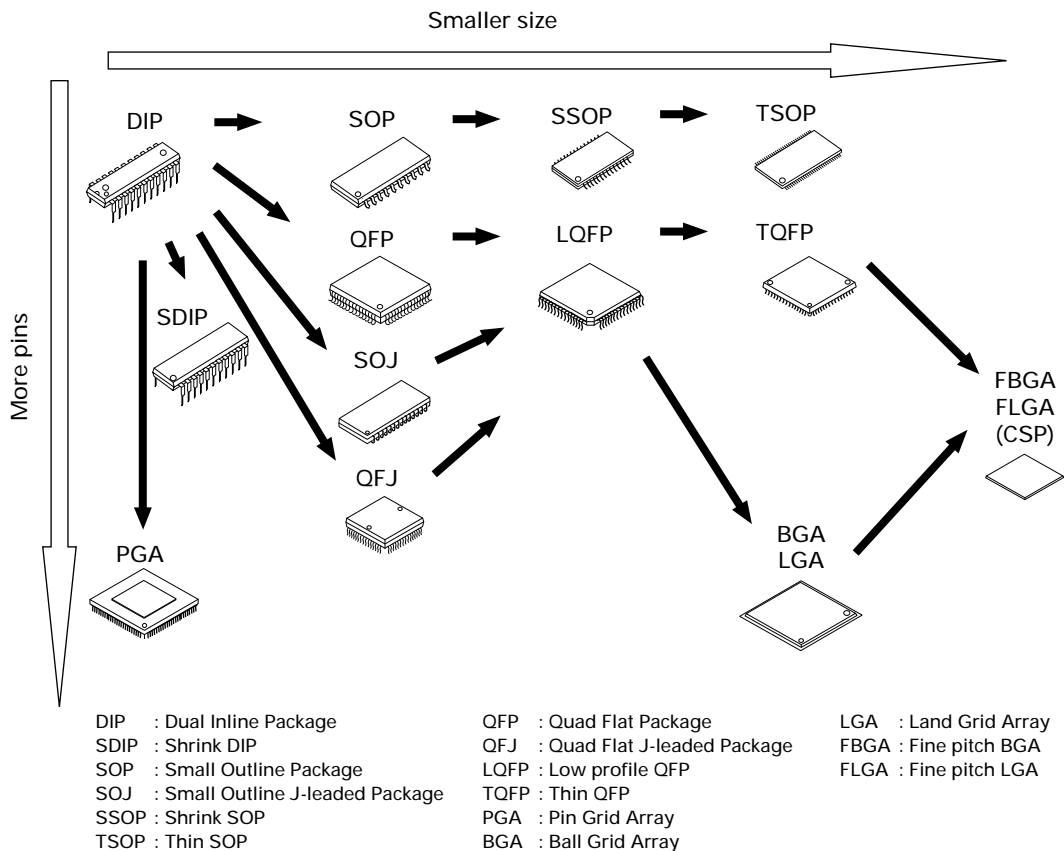 Smaller size
More pins
DIP
SOP
SSOP
TSOP
QFP
LQFP
TQFP
SDIP
SOJ
FBGA
FLGA
(CSP)
QFJ
PGA
BGA
LGA
DIP : Dual Inline Package
SDIP : Shrink DIP
SOP : Small Outline Package
SOJ : Small Outline J-leaded Package
SSOP : Shrink SOP
TSOP : Thin SOP
QFP : Quad Flat Package
QFJ : Quad Flat J-leaded Package
LQFP : Low profile QFP
TQFP : Thin QFP
PGA : Pin Grid Array
BGA : Ball Grid Array
LGA : Land Grid Array
FBGA : Fine pitch BGA
FLGA : Fine pitch LGA